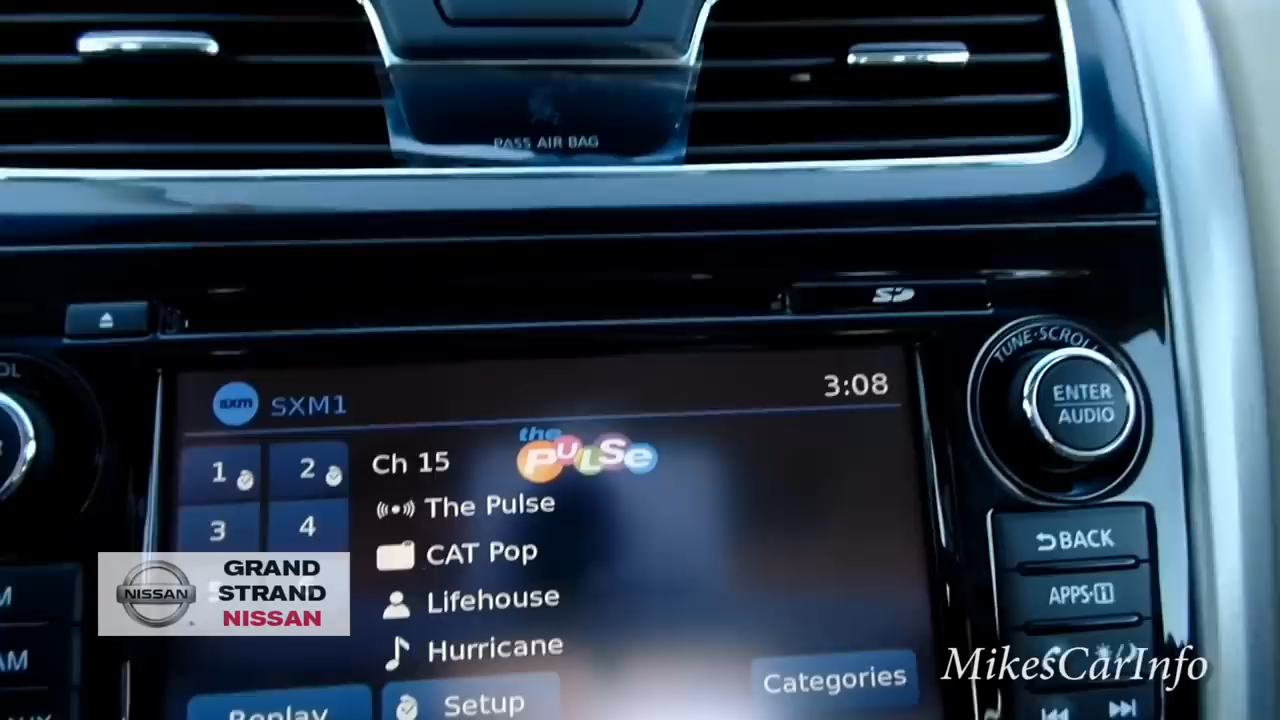 PASS AIR BAG
SD
TUNE·SCROLL
ENTER
AUDIO
sxm SXM1
3:08
1
2
3
4
Ch 15
the PULSe
The Pulse
CAT Pop
Lifehouse
Hurricane
Replay
Setup
Categories
BACK
APPS·i
AM
NISSAN
GRAND
STRAND
NISSAN
MikesCarInfo